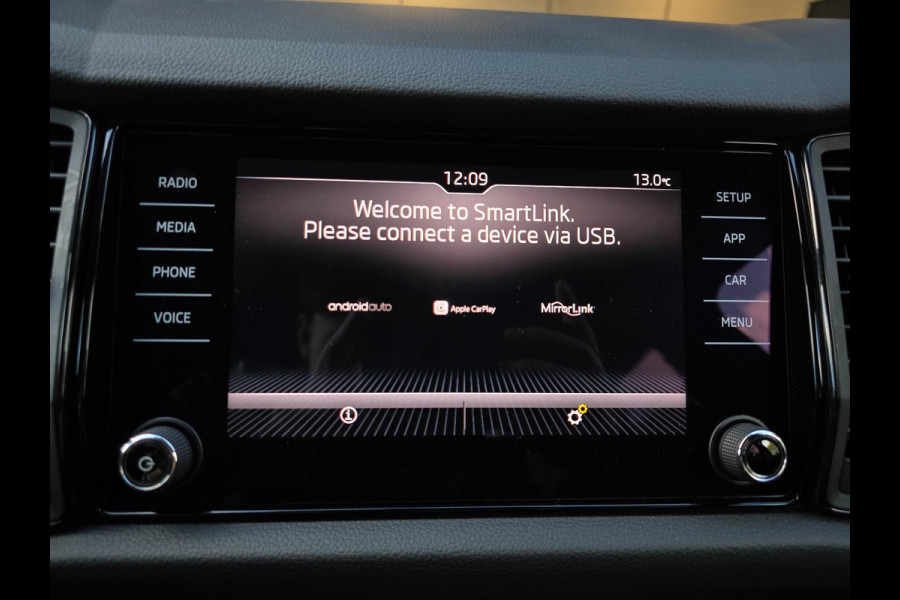 12:09
13.0°C
RADIO
MEDIA
PHONE
VOICE
Welcome to SmartLink.
Please connect a device via USB.
androidauto
Apple CarPlay
MirrorLink
SETUP
APP
CAR
MENU